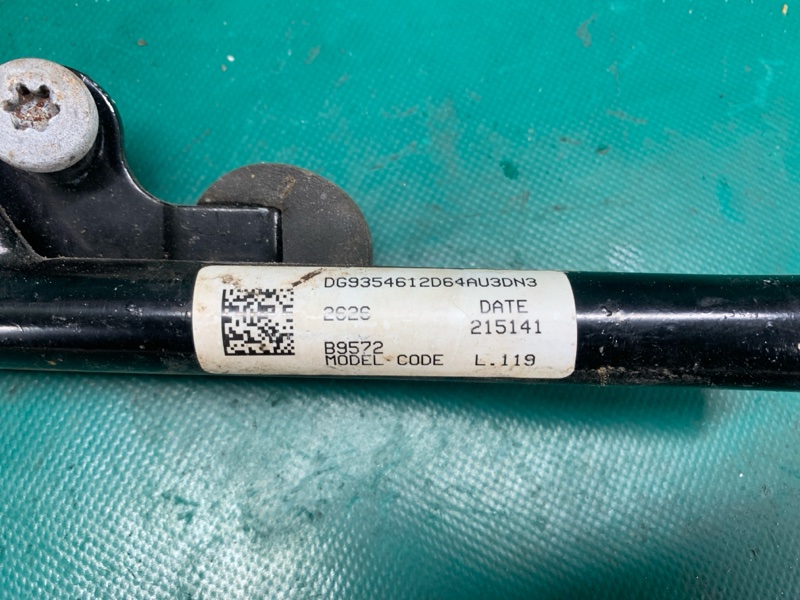 DG9354612D64AU3DN3
2626 DATE
215141
B9572
MODEL CODE L.119